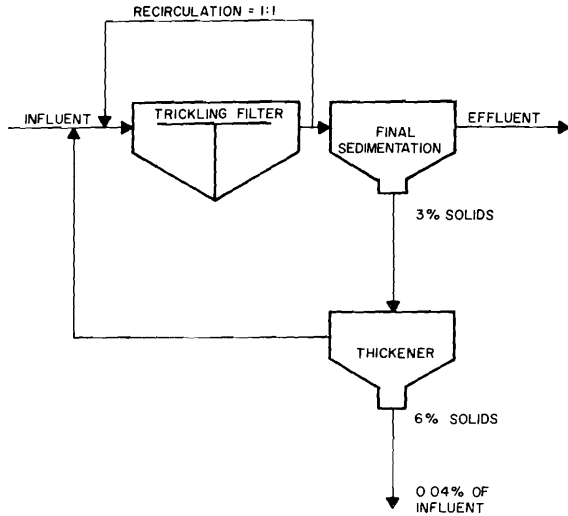 RECIRCULATION = 1:1
INFLUENT
TRICKLING FILTER
FINAL
SEDIMENTATION
EFFLUENT
3% SOLIDS
THICKENER
6% SOLIDS
0.04% OF
INFLUENT